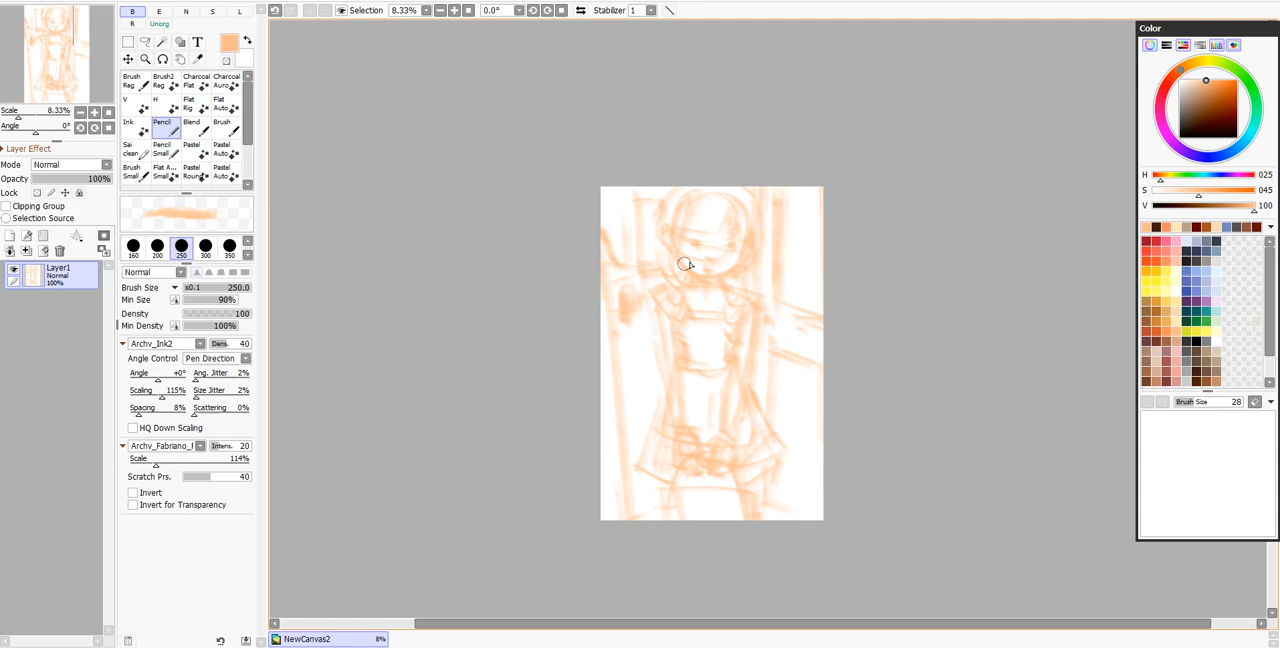 B E N S L
R Unorg
Selection 8.33% 0.0° Stabilizer 1
Color
T
Scale 8.33%
Angle 0°
Layer Effect
Mode Normal
Opacity 100%
Lock
Clipping Group
Selection Source
Layer1
Normal
100%
Brush Reg
Brush2 Reg
Charcoal Flat
Charcoal Auro
V
H
Flat Rig
Flat Auto
Ink
Pencil
Blend
Brush
Sai clean
Pencil Small
Pastel
Pastel Auto
Brush Small
Flat A... Small
Pastel Round
Pastel Auto
160 200 250 300 350
Normal
Brush Size x0.1 250.0
Min Size 90%
Density 100
Min Density 100%
Archv_Ink2 Dens. 40
Angle Control Pen Direction
Angle +0° Ang. Jitter 2%
Scaling 115% Size Jitter 2%
Spacing 8% Scattering 0%
HQ Down Scaling
Archv_Fabriano_F Intens. 20
Scale 114%
Scratch Prs. 40
Invert
Invert for Transparency
H 025
S 045
V 100
Brush Size 28
NewCanvas2 8%